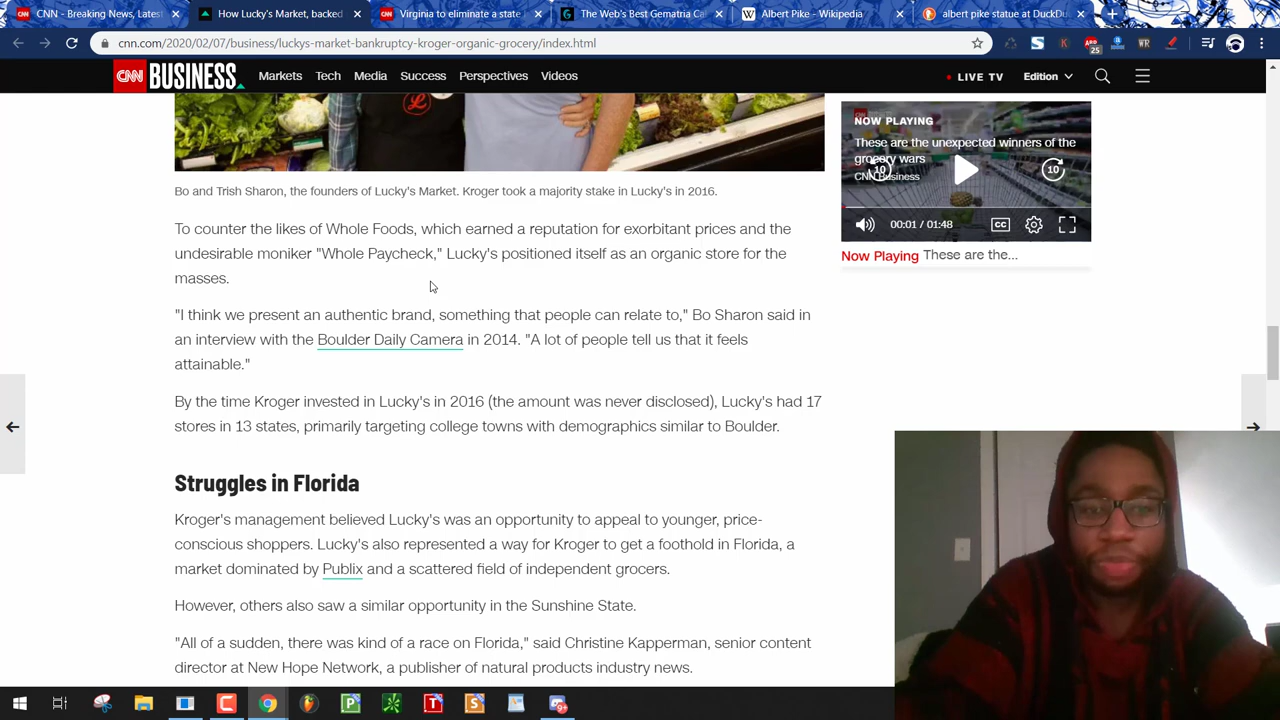 CNN - Breaking News, Latest
How Lucky's Market, backed
Virginia to eliminate a state
The Web's Best Gematria Ca
Albert Pike - Wikipedia
albert pike statue at DuckDu
cnn.com/2020/02/07/business/luckys-market-bankruptcy-kroger-organic-grocery/index.html
25
WR
CNN BUSINESS
Markets
Tech
Media
Success
Perspectives
Videos
LIVE TV
Edition
Bo and Trish Sharon, the founders of Lucky's Market. Kroger took a majority stake in Lucky's in 2016.
To counter the likes of Whole Foods, which earned a reputation for exorbitant prices and the
undesirable moniker "Whole Paycheck," Lucky's positioned itself as an organic store for the
masses.
"I think we present an authentic brand, something that people can relate to," Bo Sharon said in
an interview with the Boulder Daily Camera in 2014. "A lot of people tell us that it feels
attainable."
By the time Kroger invested in Lucky's in 2016 (the amount was never disclosed), Lucky's had 17
stores in 13 states, primarily targeting college towns with demographics similar to Boulder.
Struggles in Florida
Kroger's management believed Lucky's was an opportunity to appeal to younger, price-
conscious shoppers. Lucky's also represented a way for Kroger to get a foothold in Florida, a
market dominated by Publix and a scattered field of independent grocers.
However, others also saw a similar opportunity in the Sunshine State.
"All of a sudden, there was kind of a race on Florida," said Christine Kapperman, senior content
director at New Hope Network, a publisher of natural products industry news.
NOW PLAYING
These are the unexpected winners of the
grocery wars
CNN Business
10
10
00:01 / 01:48
CC
Now Playing These are the...